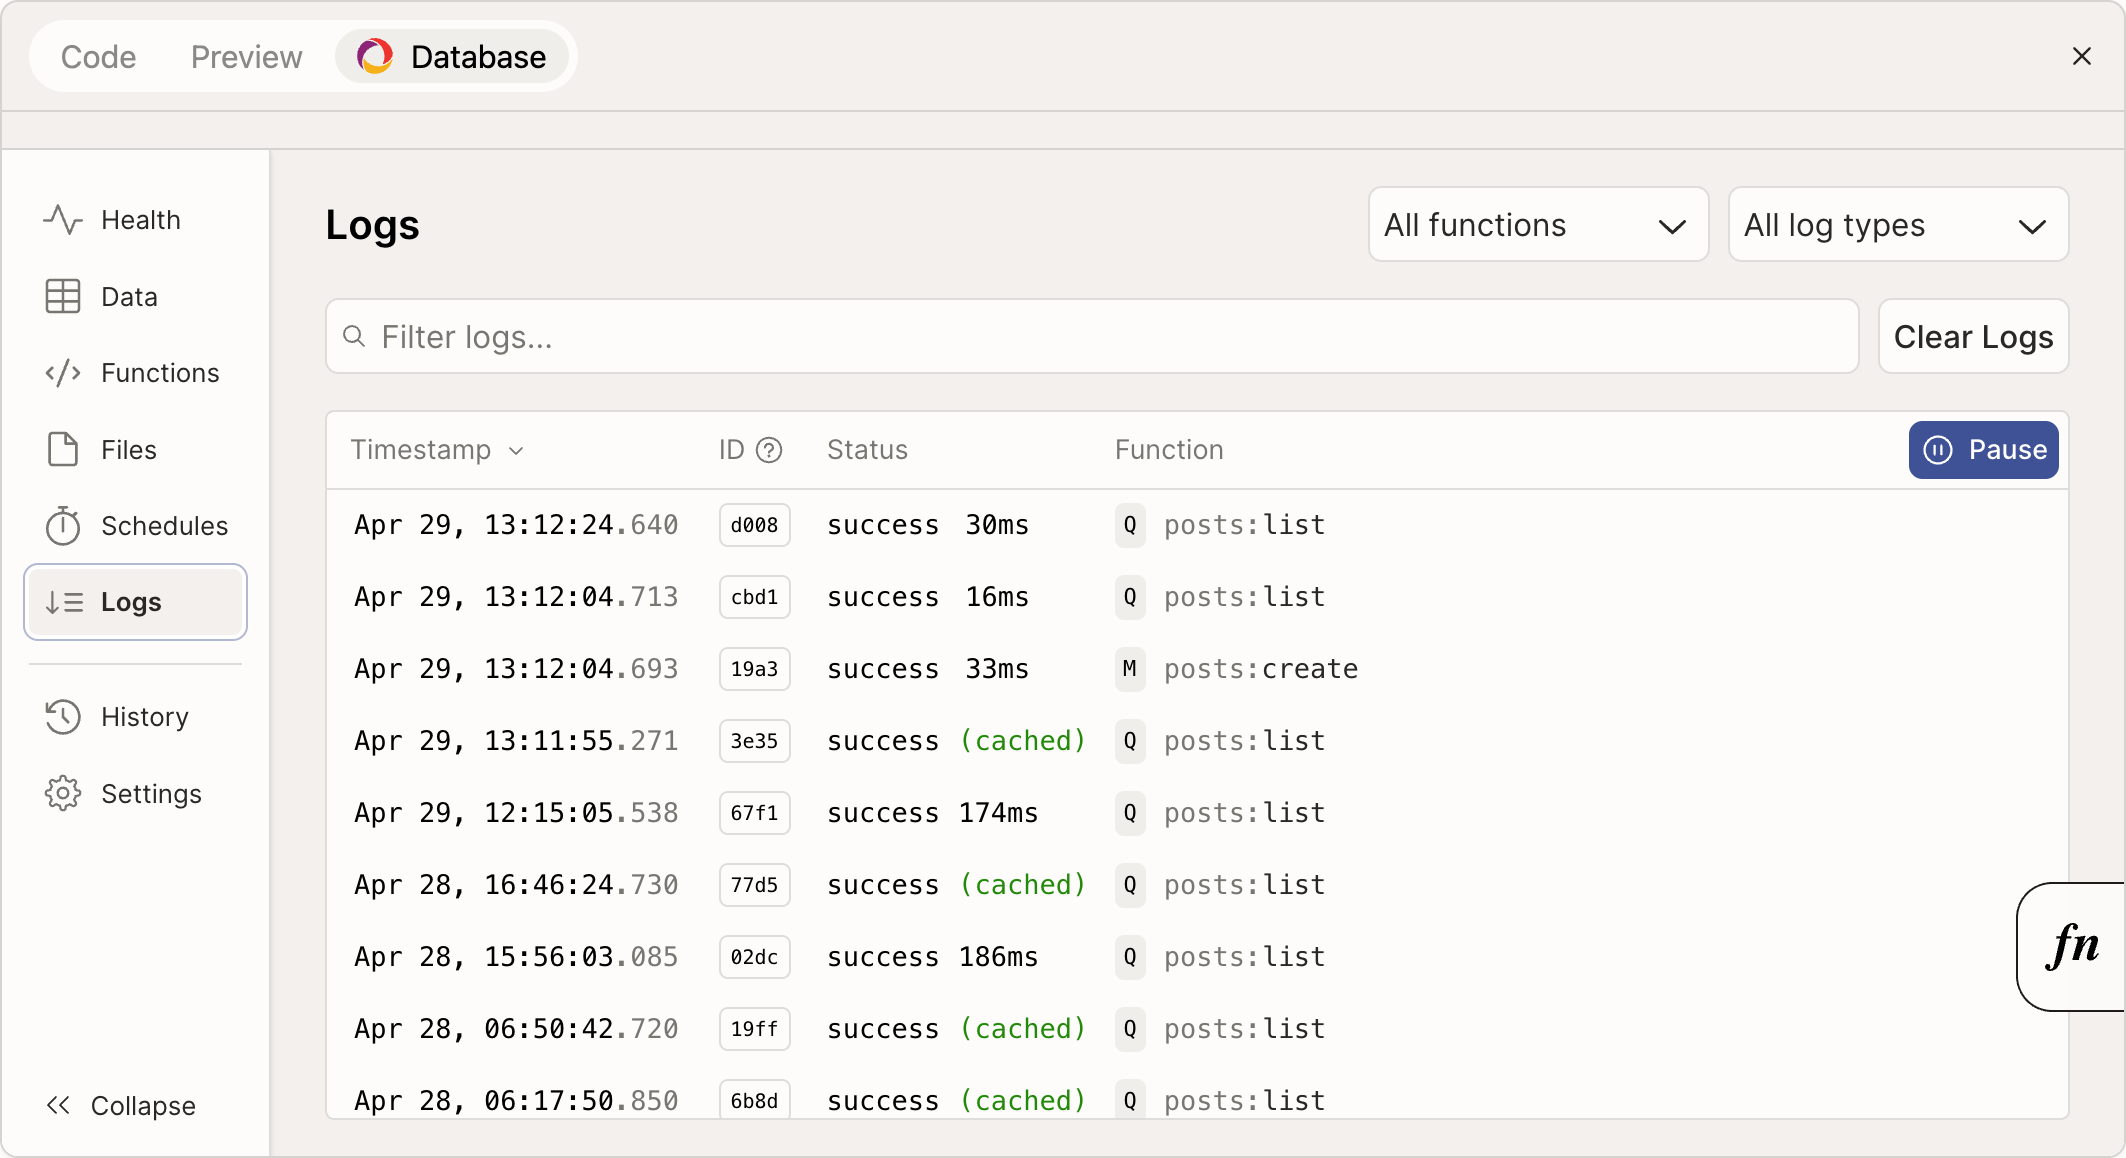 Code Preview Database
Health
Data
Functions
Files
Schedules
Logs
History
Settings
Collapse
Logs
All functions
All log types
Filter logs...
Clear Logs
Timestamp ID Status Function Pause
Apr 29, 13:12:24.640 d008 success 30ms Q posts:list
Apr 29, 13:12:04.713 cbd1 success 16ms Q posts:list
Apr 29, 13:12:04.693 19a3 success 33ms M posts:create
Apr 29, 13:11:55.271 3e35 success (cached) Q posts:list
Apr 29, 12:15:05.538 67f1 success 174ms Q posts:list
Apr 28, 16:46:24.730 77d5 success (cached) Q posts:list
Apr 28, 15:56:03.085 02dc success 186ms Q posts:list
Apr 28, 06:50:42.720 19ff success (cached) Q posts:list
Apr 28, 06:17:50.850 6b8d success (cached) Q posts:list
fn